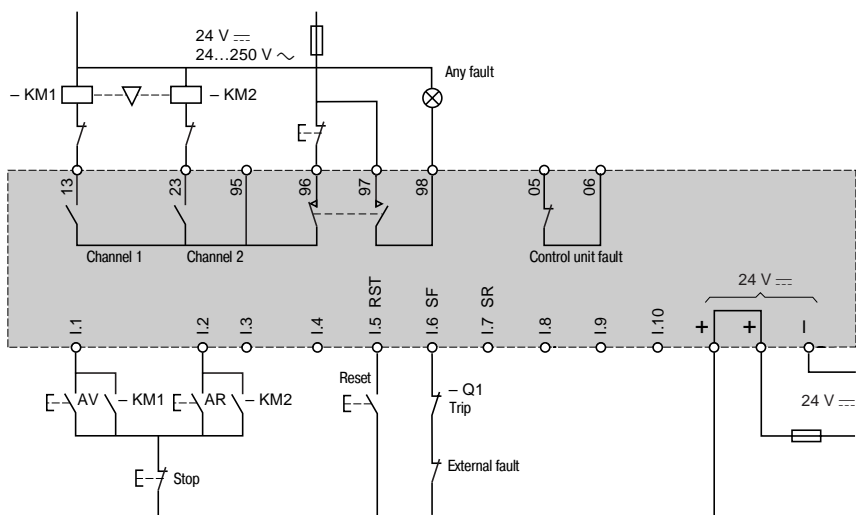 24 V ⎓
24...250 V ∼
Any fault
– KM1
– KM2
13
23
95
96
97
98
05
06
Channel 1
Channel 2
Control unit fault
24 V ⎓
I.1
I.2
I.3
I.4
I.5 RST
I.6 SF
I.7 SR
I.8
I.9
I.10
+
+
I
AV
– KM1
AR
– KM2
Reset
– Q1
Trip
24 V ⎓
Stop
External fault